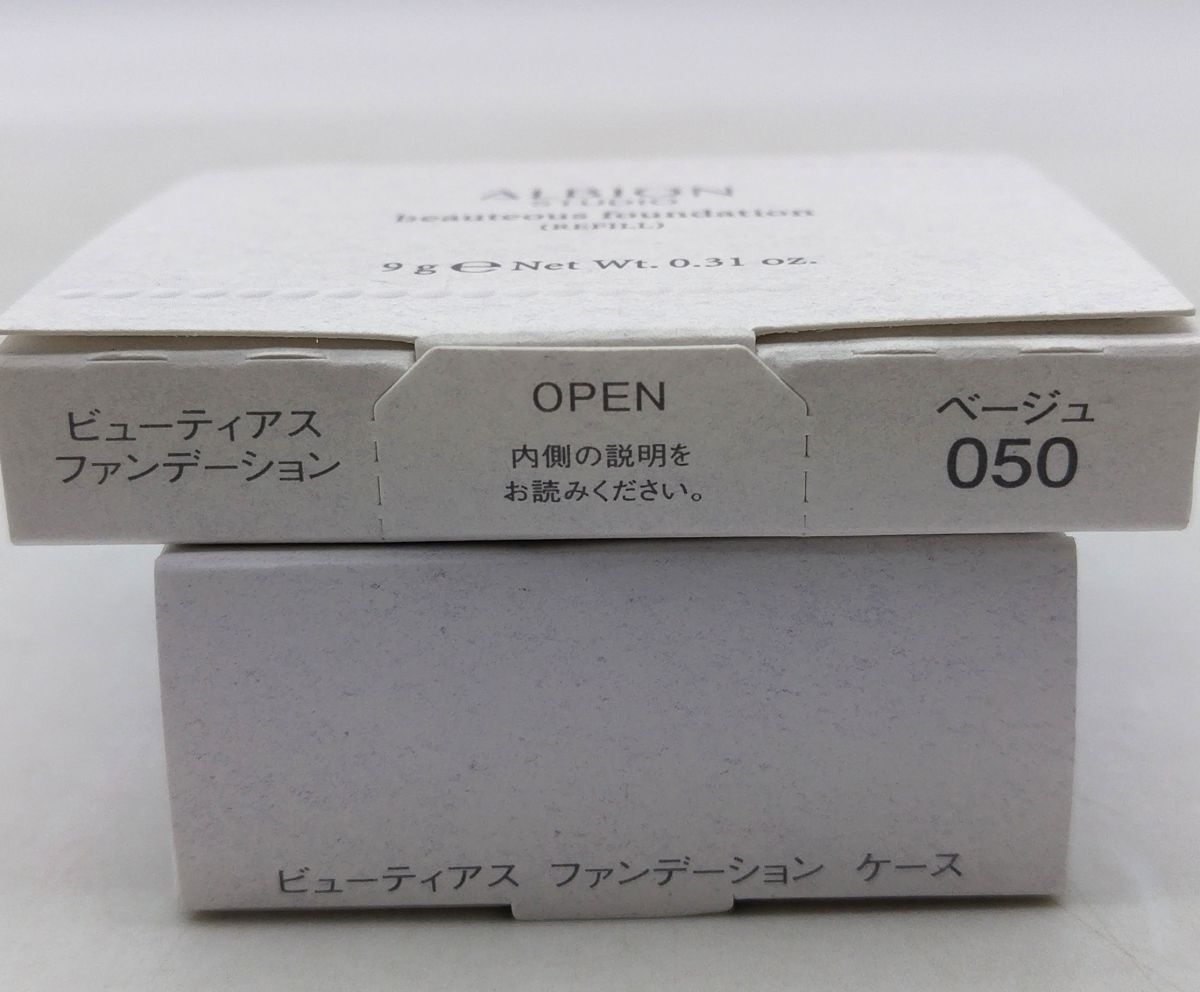 ALBION
STUDIO
beauteous foundation
(REFILL)
9 g ℮ Net Wt. 0.31 oz.
ビューティアス
ファンデーション
OPEN
内側の説明を
お読みください。
ベージュ
050
ビューティアス ファンデーション ケース